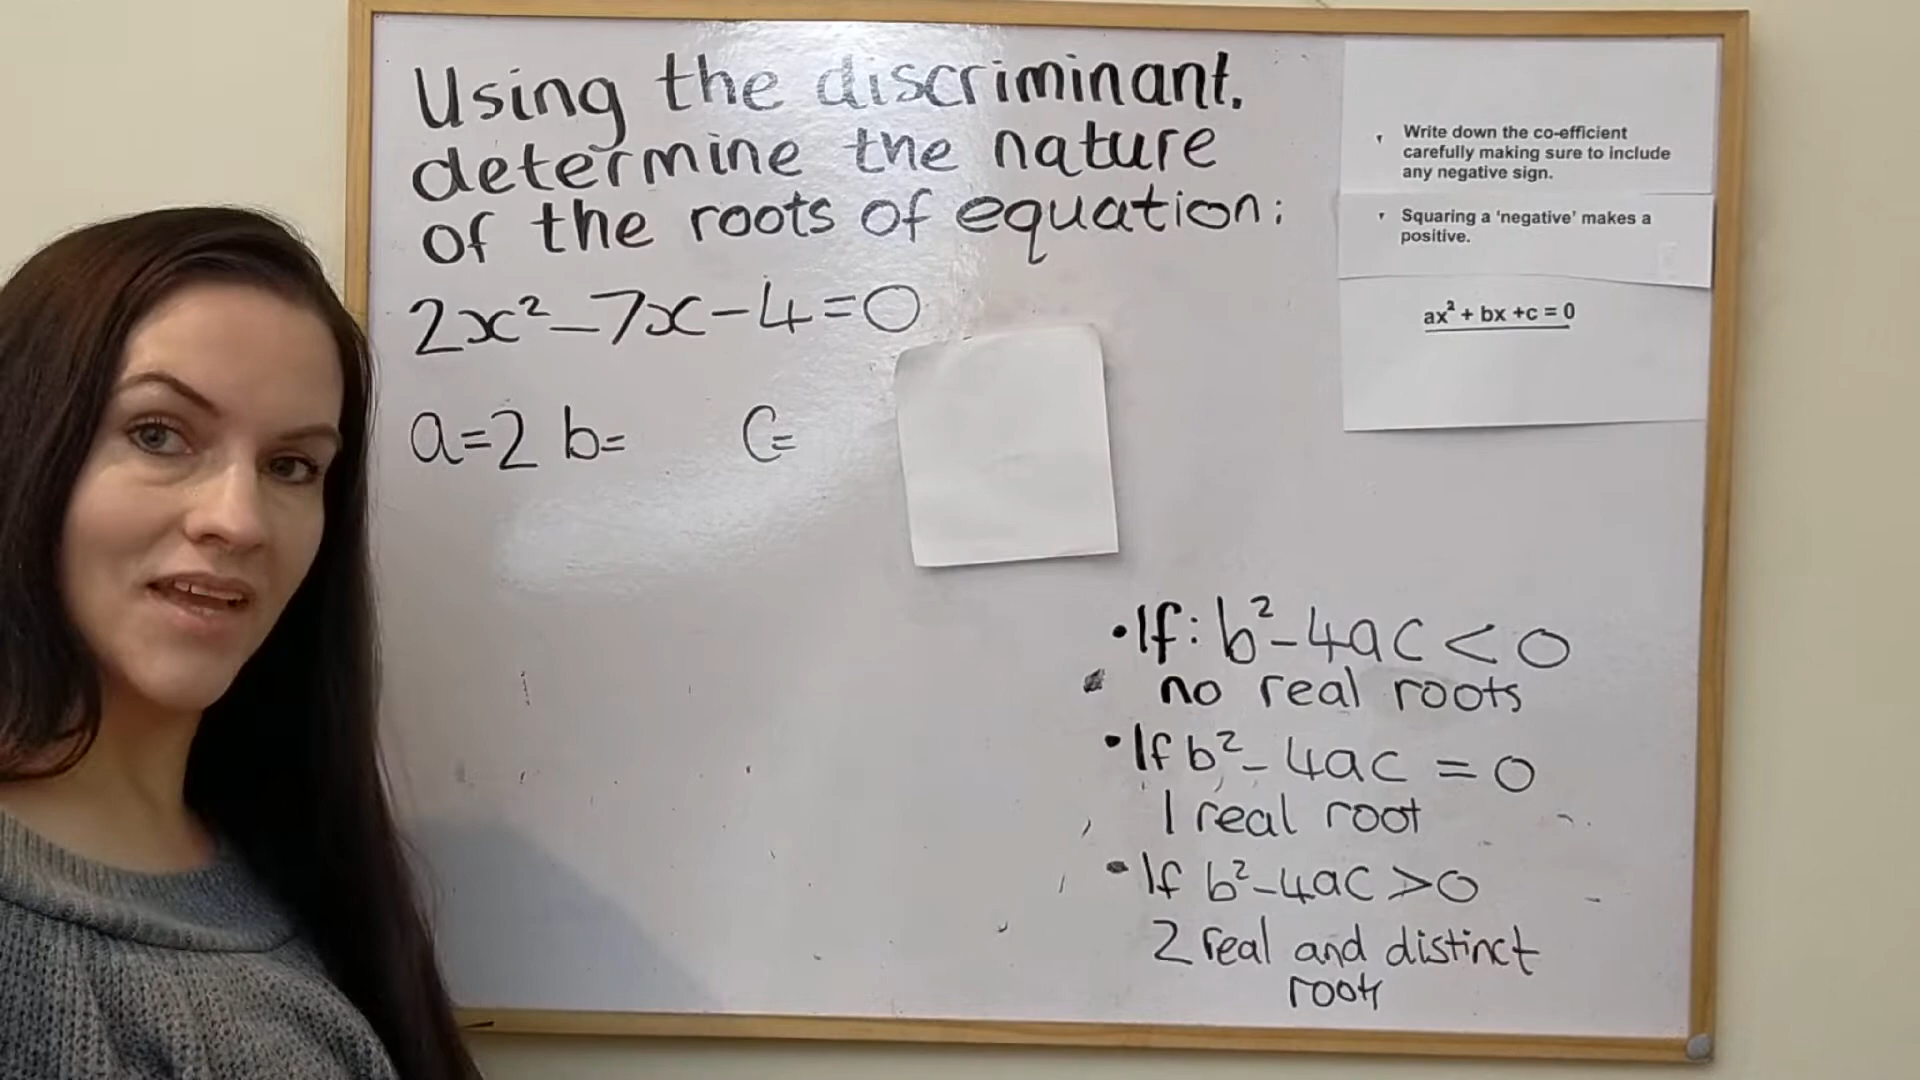 Using the discriminant.
determine the nature
of the roots of equation:
2x² - 7x - 4 = 0
a=2 b= C=
Write down the co-efficient
carefully making sure to include
any negative sign.
Squaring a 'negative' makes a
positive.
ax² + bx +c = 0
• If: b² - 4ac < 0
no real roots
• If b² - 4ac = 0
1 real root
• If b² - 4ac > 0
2 real and distinct
roots